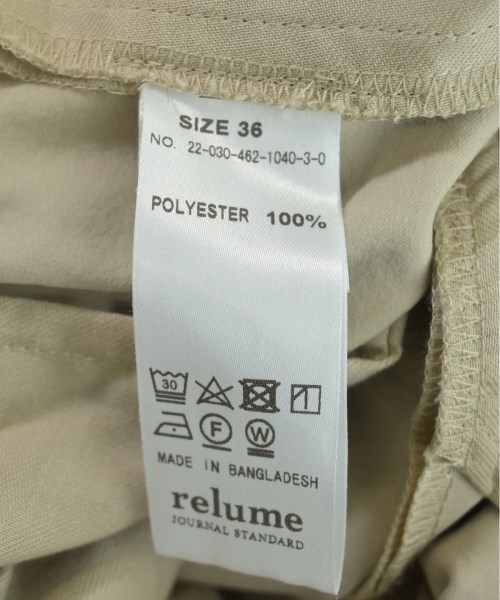 SIZE 36
NO. 22-030-462-1040-3-0
POLYESTER 100%
30
F W
MADE IN BANGLADESH
relume
JOURNAL STANDARD